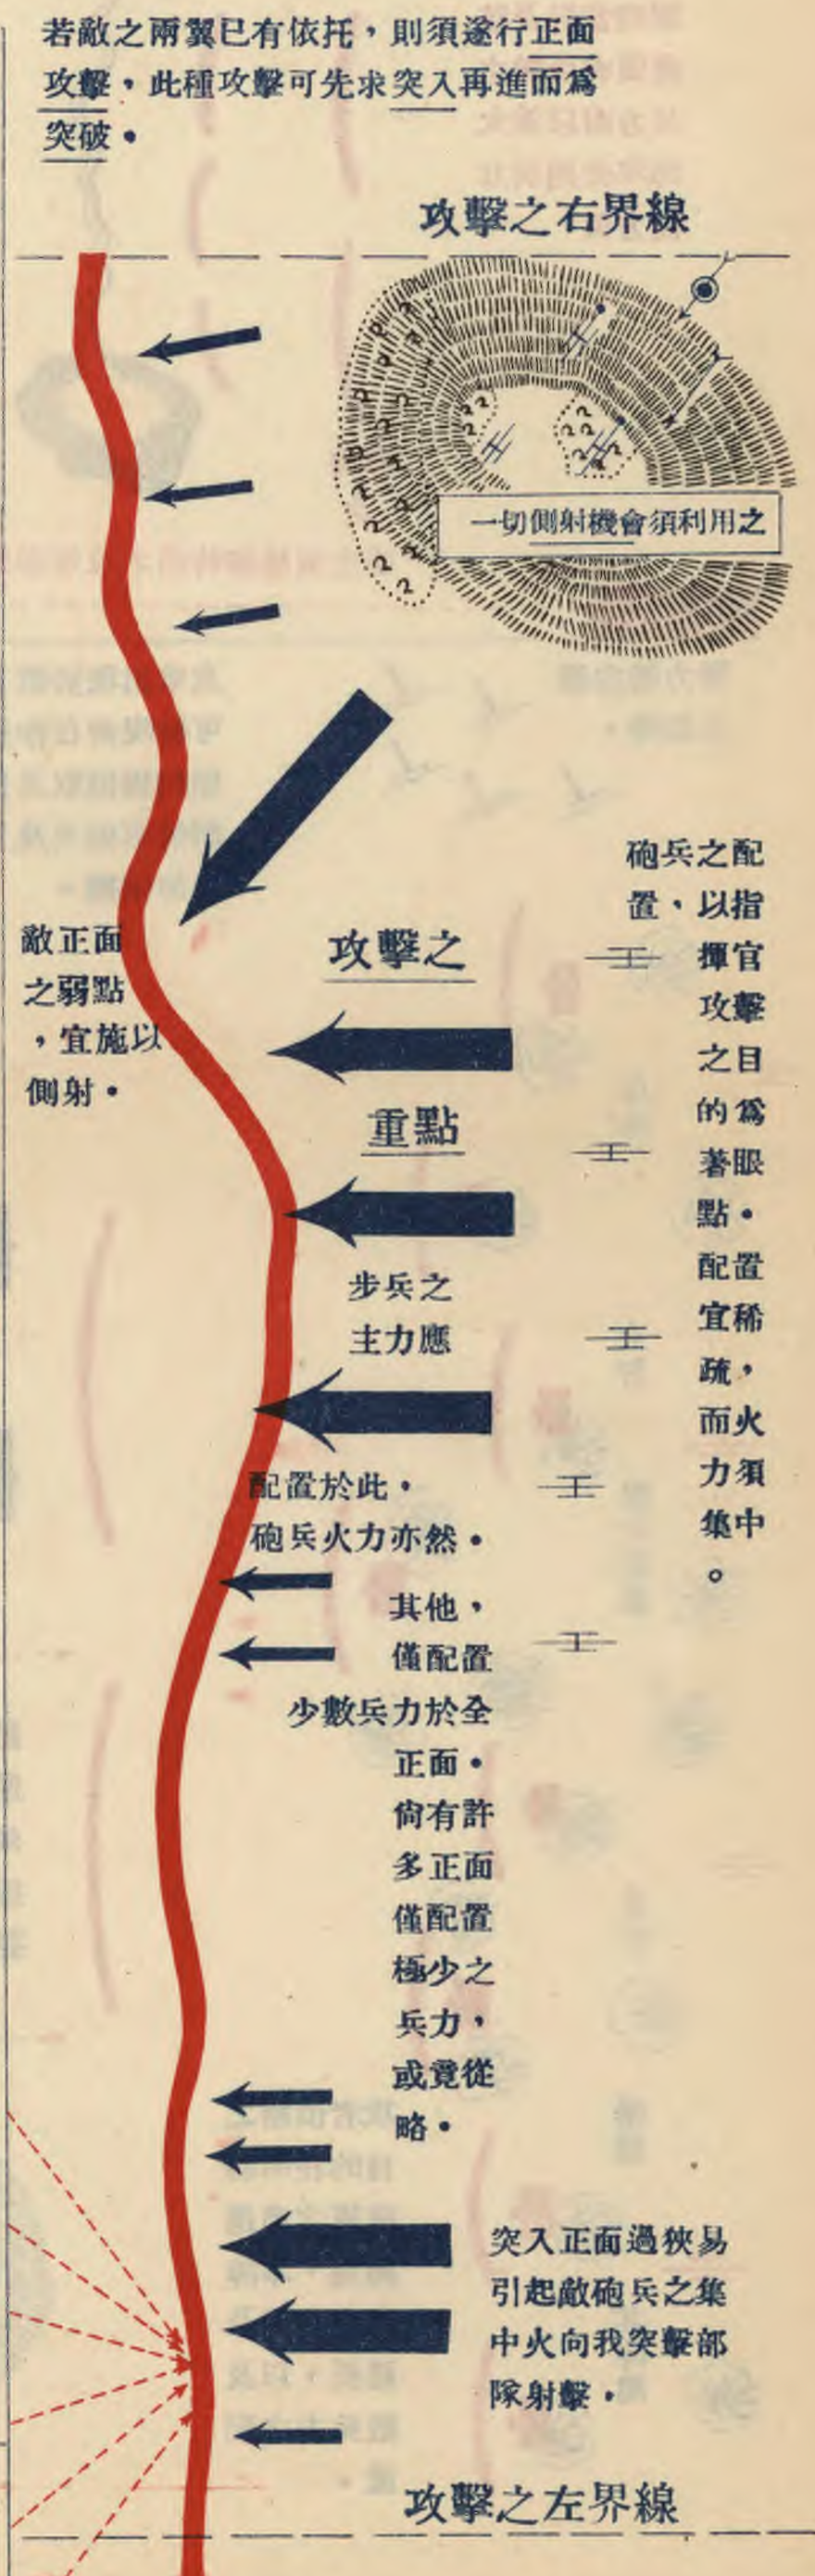 若敵之兩翼已有依托，則須遂行正面
攻擊，此種攻擊可先求突入再進而爲
突破。
攻擊之右界線
一切側射機會須利用之
砲兵之配
置，以指
揮官
攻擊
之目
的爲
著眼
點。
配置
宜稀
疏，
而火
力須
集中
。
敵正面
之弱點
，宜施以
側射。
攻擊之
重點
步兵之
主力應
配置於此。
砲兵火力亦然。
其他，
僅配置
少數兵力於全
正面。
尙有許
多正面
僅配置
極少之
兵力，
或竟從
略。
突入正面過狹易
引起敵砲兵之集
中火向我突擊部
隊射擊。
攻擊之左界線